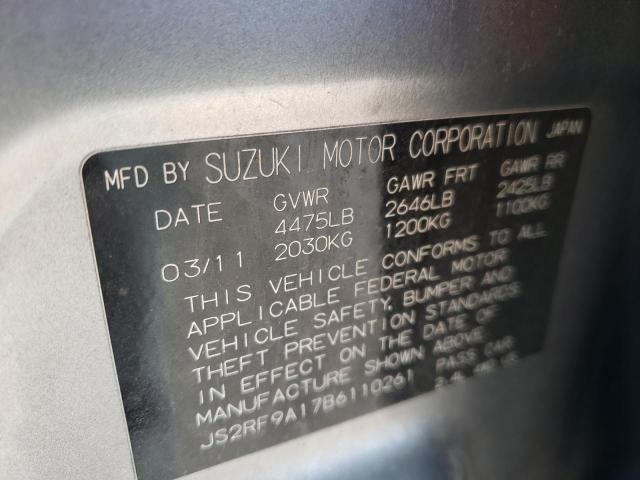 MFD BY SUZUKI MOTOR CORPORATION JAPAN
DATE GVWR GAWR FRT GAWR RR
4475LB 2646LB 2425LB
03/11 2030KG 1200KG 1100KG
THIS VEHICLE CONFORMS TO ALL
APPLICABLE FEDERAL MOTOR
VEHICLE SAFETY, BUMPER AND
THEFT PREVENTION STANDARDS
IN EFFECT ON THE DATE OF
MANUFACTURE SHOWN ABOVE
JS2RF9A17B6110261 PASS CAR